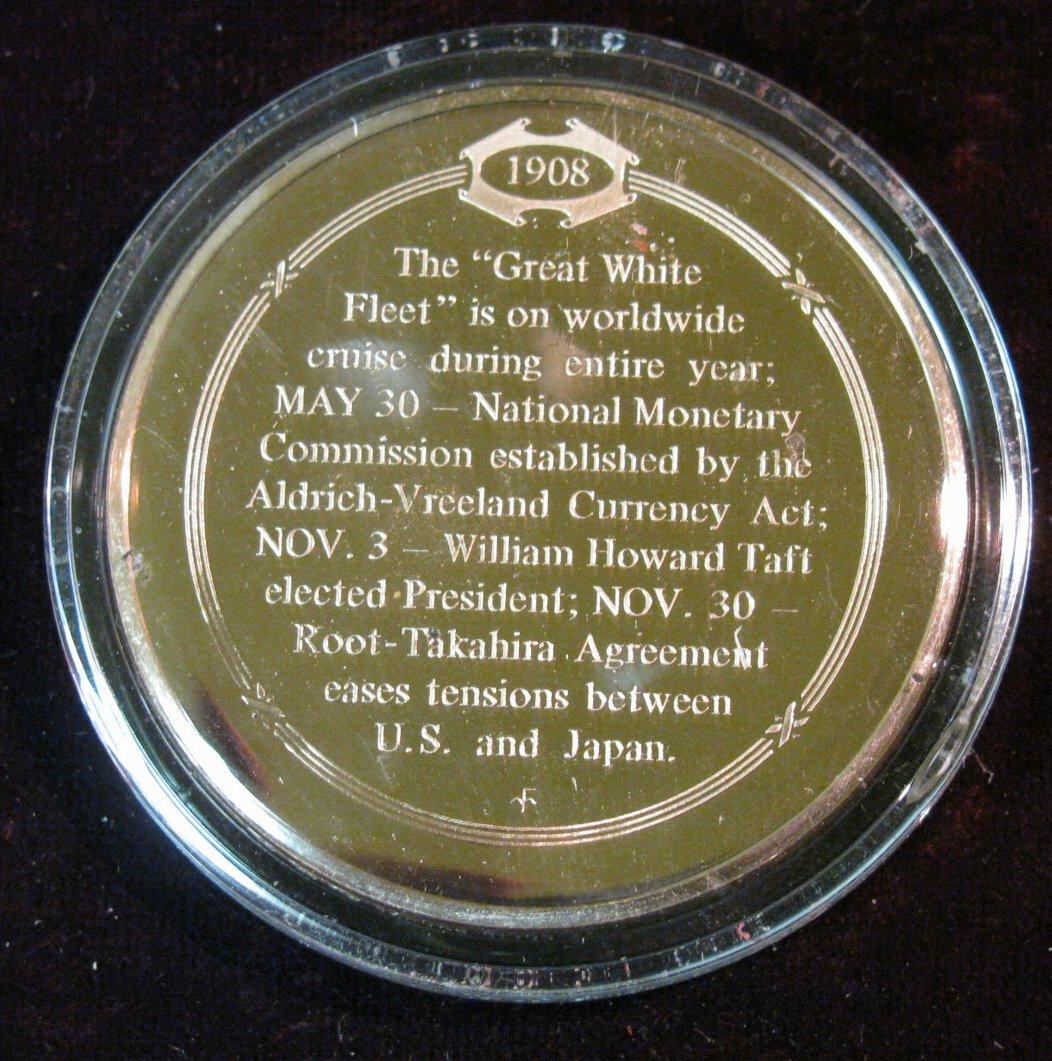 1908
The “Great White
Fleet” is on worldwide
cruise during entire year;
MAY 30 – National Monetary
Commission established by the
Aldrich-Vreeland Currency Act;
NOV. 3 – William Howard Taft
elected President; NOV. 30 –
Root-Takahira Agreement
eases tensions between
U.S. and Japan.